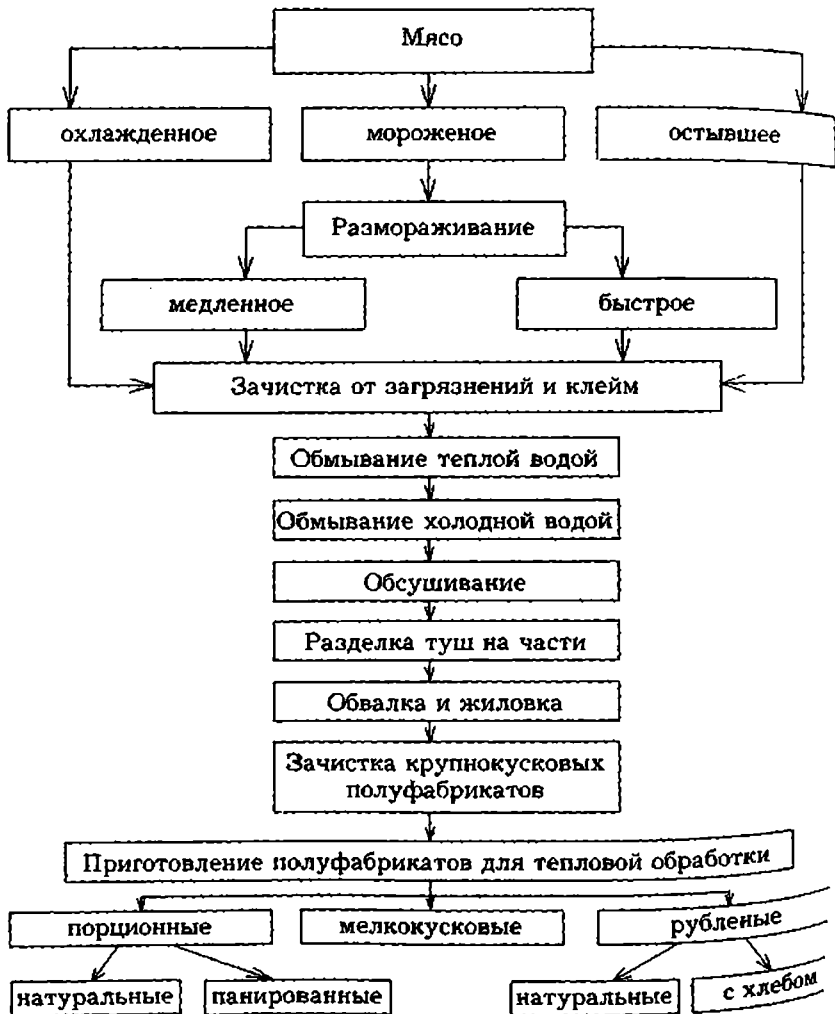 Мясо
охлажденное
мороженое
остывшее
Размораживание
медленное
быстрое
Зачистка от загрязнений и клейм
Обмывание теплой водой
Обмывание холодной водой
Обсушивание
Разделка туш на части
Обвалка и жиловка
Зачистка крупнокусковых
полуфабрикатов
Приготовление полуфабрикатов для тепловой обработки
порционные
мелкокусковые
рубленые
натуральные
панированные
натуральные
с хлебом